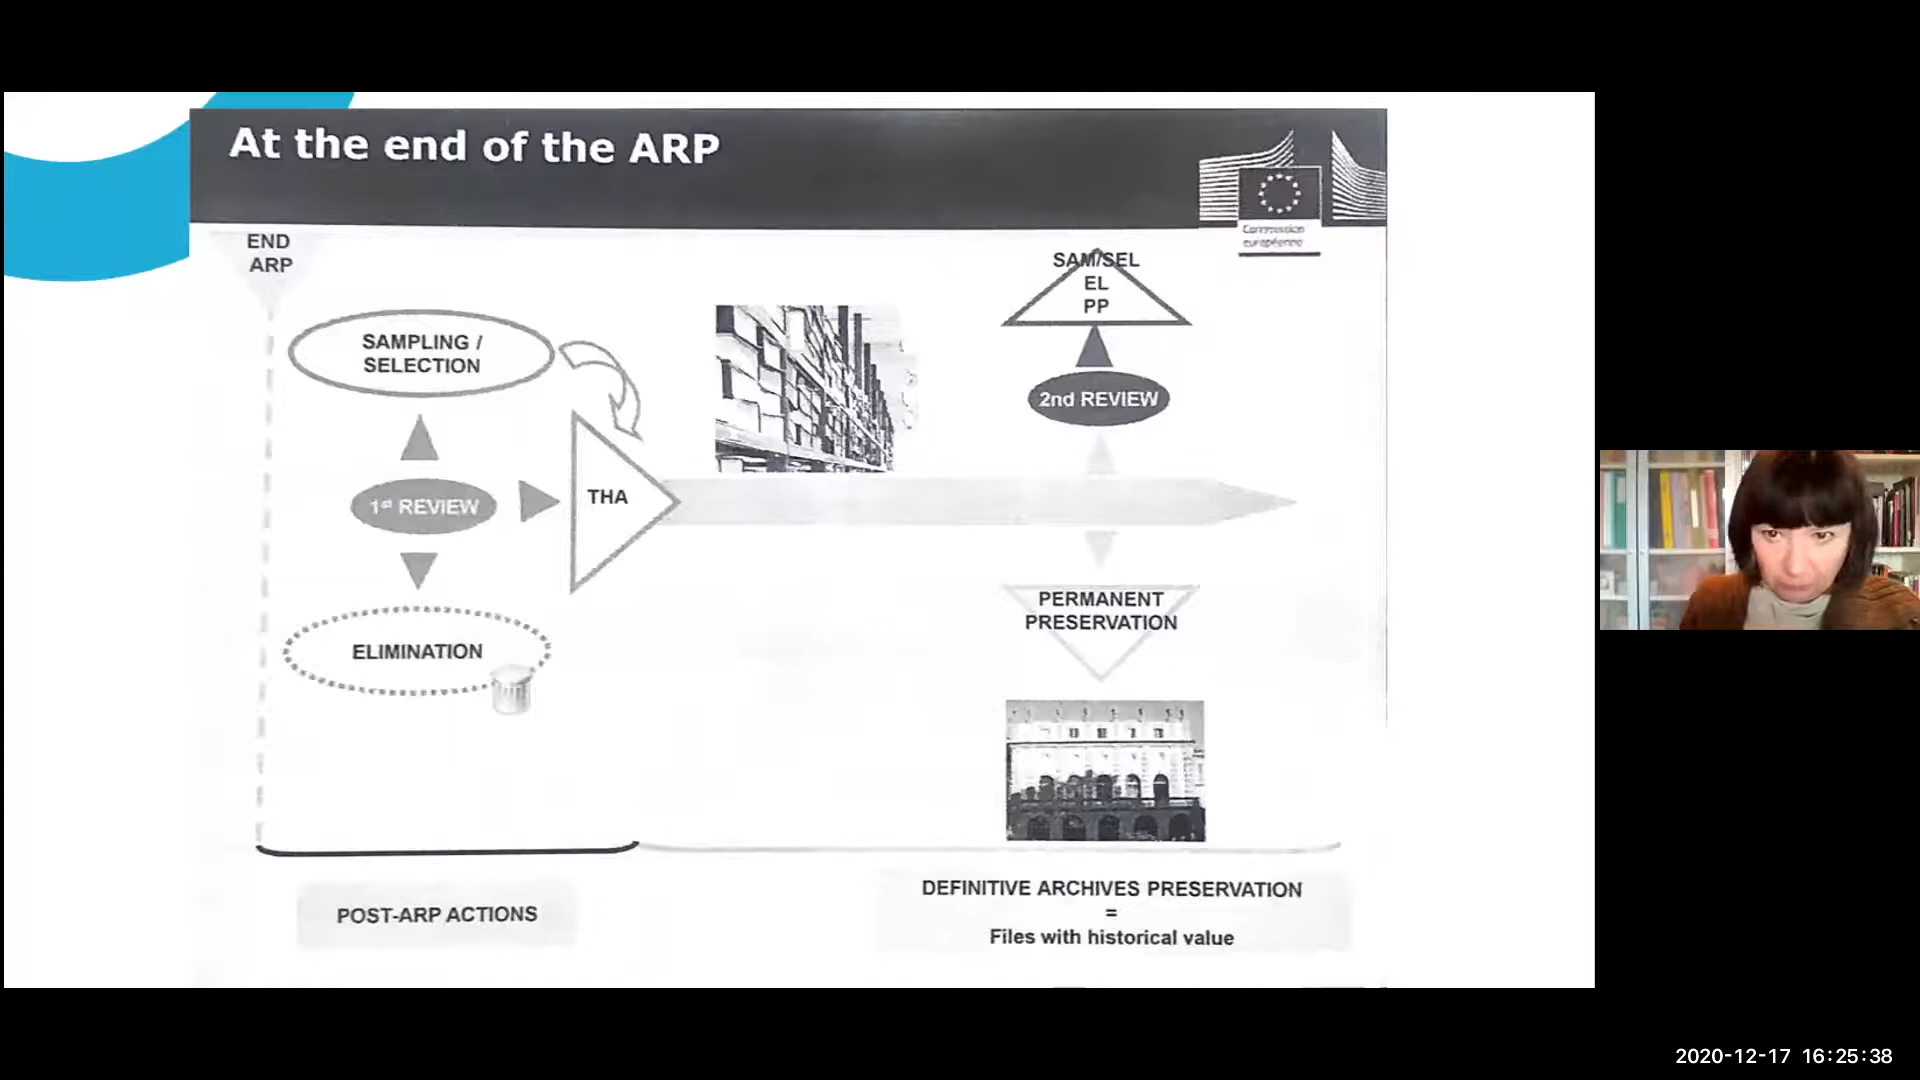 At the end of the ARP
Commission
européenne
END
ARP
SAMPLING /
SELECTION
1st REVIEW
THA
ELIMINATION
SAM/SEL
EL
PP
2nd REVIEW
PERMANENT
PRESERVATION
POST-ARP ACTIONS
DEFINITIVE ARCHIVES PRESERVATION
=
Files with historical value
2020-12-17 16:25:38